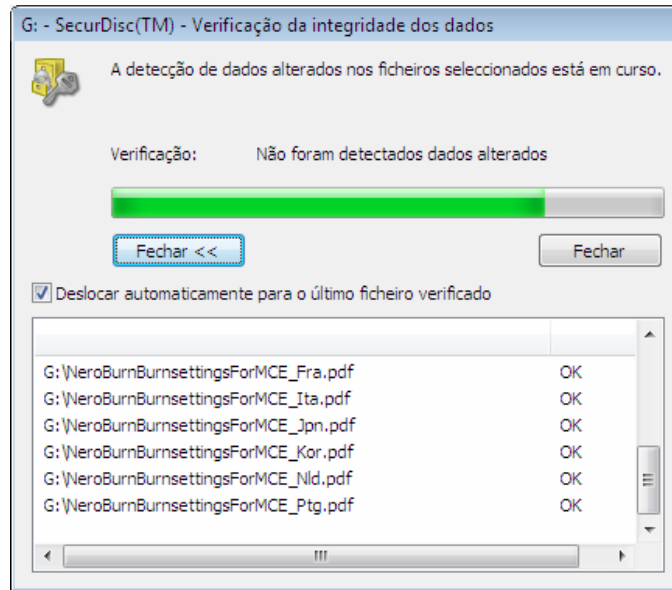 G: - SecurDisc(TM) - Verificação da integridade dos dados
A detecção de dados alterados nos ficheiros seleccionados está em curso.
Verificação: Não foram detectados dados alterados
Fechar << Fechar
Deslocar automaticamente para o último ficheiro verificado
G:\NeroBurnBurnsettingsForMCE_Fra.pdf OK
G:\NeroBurnBurnsettingsForMCE_Ita.pdf OK
G:\NeroBurnBurnsettingsForMCE_Jpn.pdf OK
G:\NeroBurnBurnsettingsForMCE_Kor.pdf OK
G:\NeroBurnBurnsettingsForMCE_Nld.pdf OK
G:\NeroBurnBurnsettingsForMCE_Ptg.pdf OK